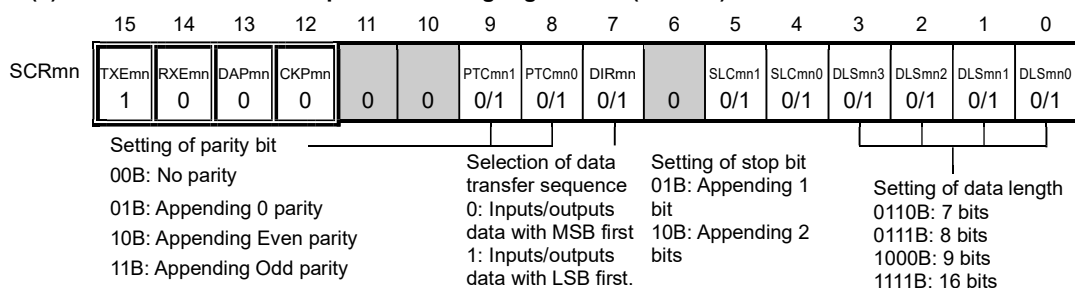 15 14 13 12 11 10 9 8 7 6 5 4 3 2 1 0
SCRmn
TXEmn RXEmn DAPmn CKPmn PTCmn1 PTCmn0 DIRmn SLCmn1 SLCmn0 DLSmn3 DLSmn2 DLSmn1 DLSmn0
1 0 0 0 0 0 0/1 0/1 0/1 0 0/1 0/1 0/1 0/1 0/1 0/1
Setting of parity bit
00B: No parity
01B: Appending 0 parity
10B: Appending Even parity
11B: Appending Odd parity
Selection of data
transfer sequence
0: Inputs/outputs
data with MSB first
1: Inputs/outputs
data with LSB first.
Setting of stop bit
01B: Appending 1
bit
10B: Appending 2
bits
Setting of data length
0110B: 7 bits
0111B: 8 bits
1000B: 9 bits
1111B: 16 bits